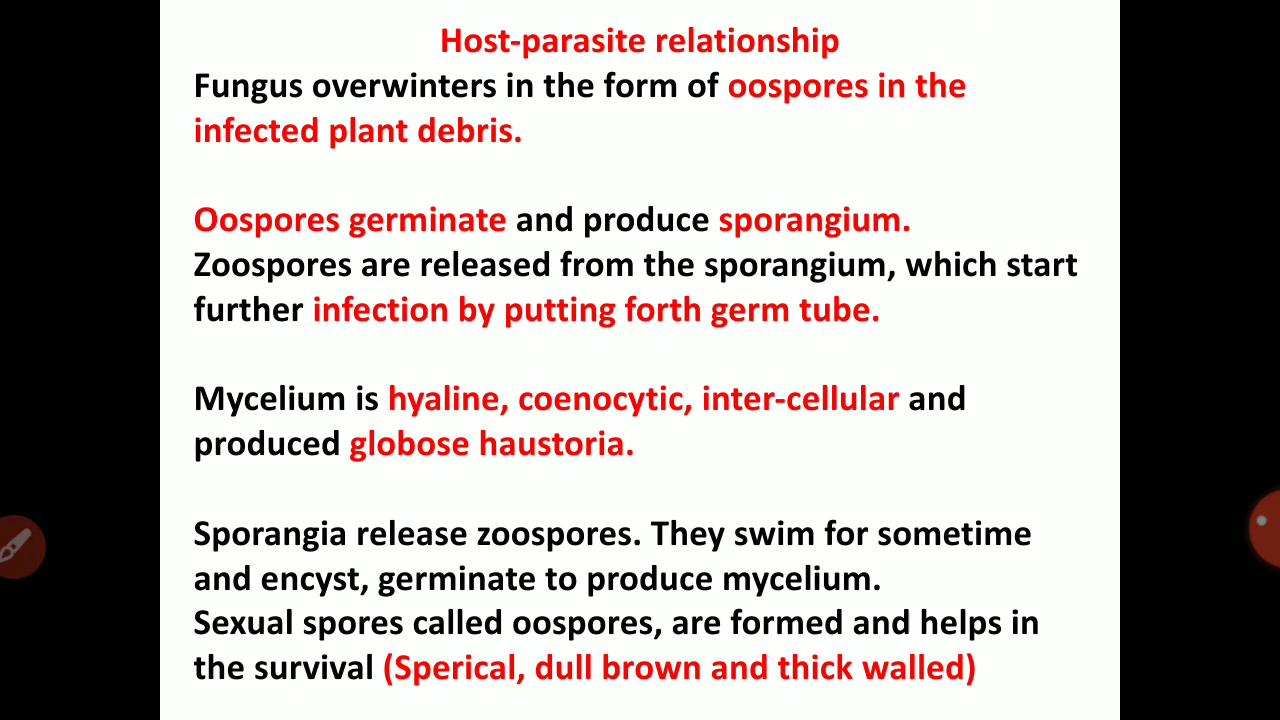 Host-parasite relationship
Fungus overwinters in the form of oospores in the
infected plant debris.
Oospores germinate and produce sporangium.
Zoospores are released from the sporangium, which start
further infection by putting forth germ tube.
Mycelium is hyaline, coenocytic, inter-cellular and
produced globose haustoria.
Sporangia release zoospores. They swim for sometime
and encyst, germinate to produce mycelium.
Sexual spores called oospores, are formed and helps in
the survival (Sperical, dull brown and thick walled)